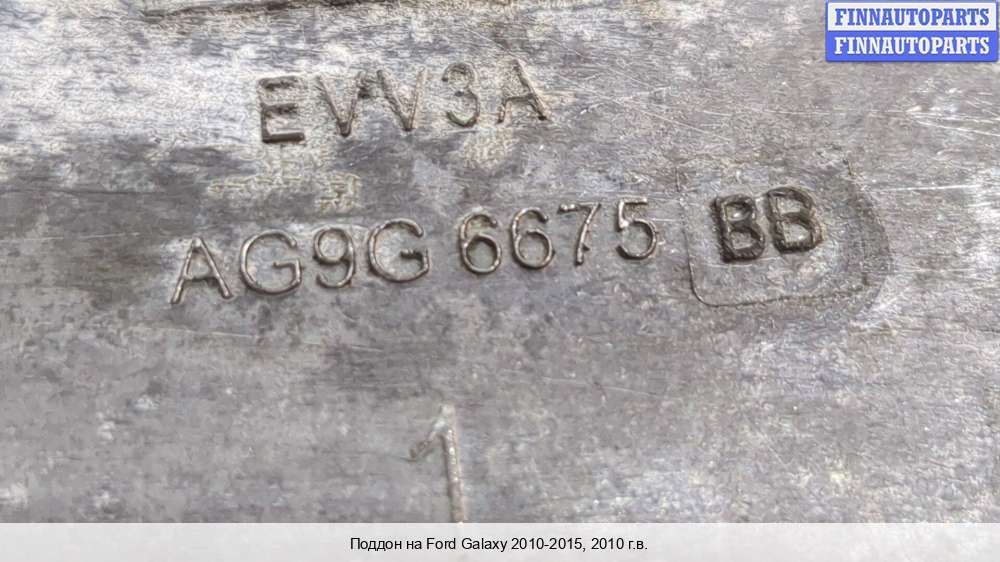 FINNAUTOPARTS
FINNAUTOPARTS
EVV3A
AG9G 6675 BB
1
Поддон на Ford Galaxy 2010-2015, 2010 г.в.